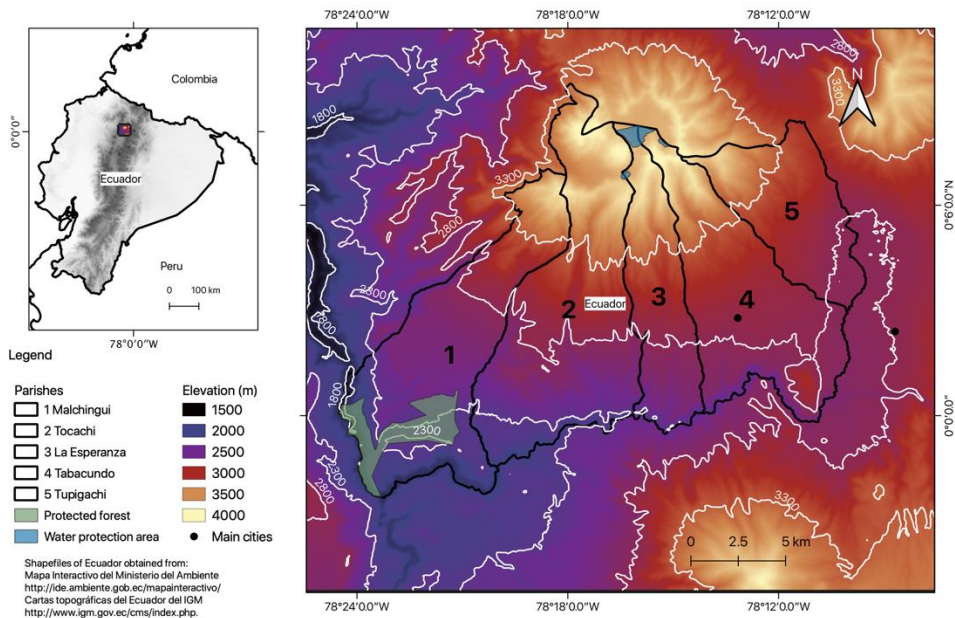 78°24'0.0"W
78°18'0.0"W
78°12'0.0"W
Colombia
0°0'0''
Ecuador
Peru
0 100 km
78°0'0.0''W
1800
2300
2800
3300
2800
3300
N
0°6'0.0"N
2300
1800
1
2
Ecuador
3
4
5
1800
2300
2300
2800
3300
0°0'0.0"N
0 2.5 5 km
78°24'0.0"W
78°18'0.0"W
78°12'0.0"W
Legend
Parishes
1 Malchingui
2 Tocachi
3 La Esperanza
4 Tabacundo
5 Tupigachi
Protected forest
Water protection area
Elevation (m)
1500
2000
2500
3000
3500
4000
Main cities
Shapefiles of Ecuador obtained from:
Mapa Interactivo del Ministerio del Ambiente
http://ide.ambiente.gob.ec/mapainteractivo/
Cartas topográficas del Ecuador del IGM
http://www.igm.gov.ec/cms/index.php.